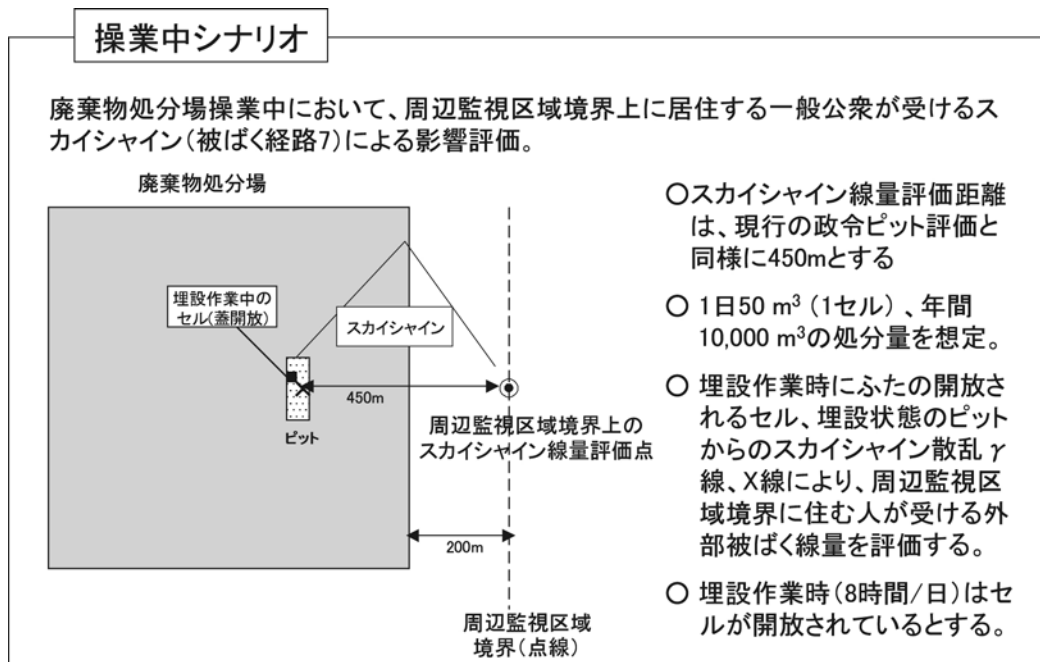 操業中シナリオ
廃棄物処分場操業中において、周辺監視区域境界上に居住する一般公衆が受けるス
カイシャイン(被ばく経路7)による影響評価。
廃棄物処分場
埋設作業中の
セル(蓋開放)
スカイシャイン
450m
ピット
周辺監視区域境界上の
スカイシャイン線量評価点
200m
周辺監視区域
境界(点線)
○スカイシャイン線量評価距離
は、現行の政令ピット評価と
同様に450mとする
○ 1日50 m³ (1セル) 、年間
10,000 m³の処分量を想定。
○ 埋設作業時にふたの開放さ
れるセル、埋設状態のピット
からのスカイシャイン散乱γ
線、X線により、周辺監視区
域境界に住む人が受ける外
部被ばく線量を評価する。
○ 埋設作業時(8時間/日)はセ
ルが開放されているとする。